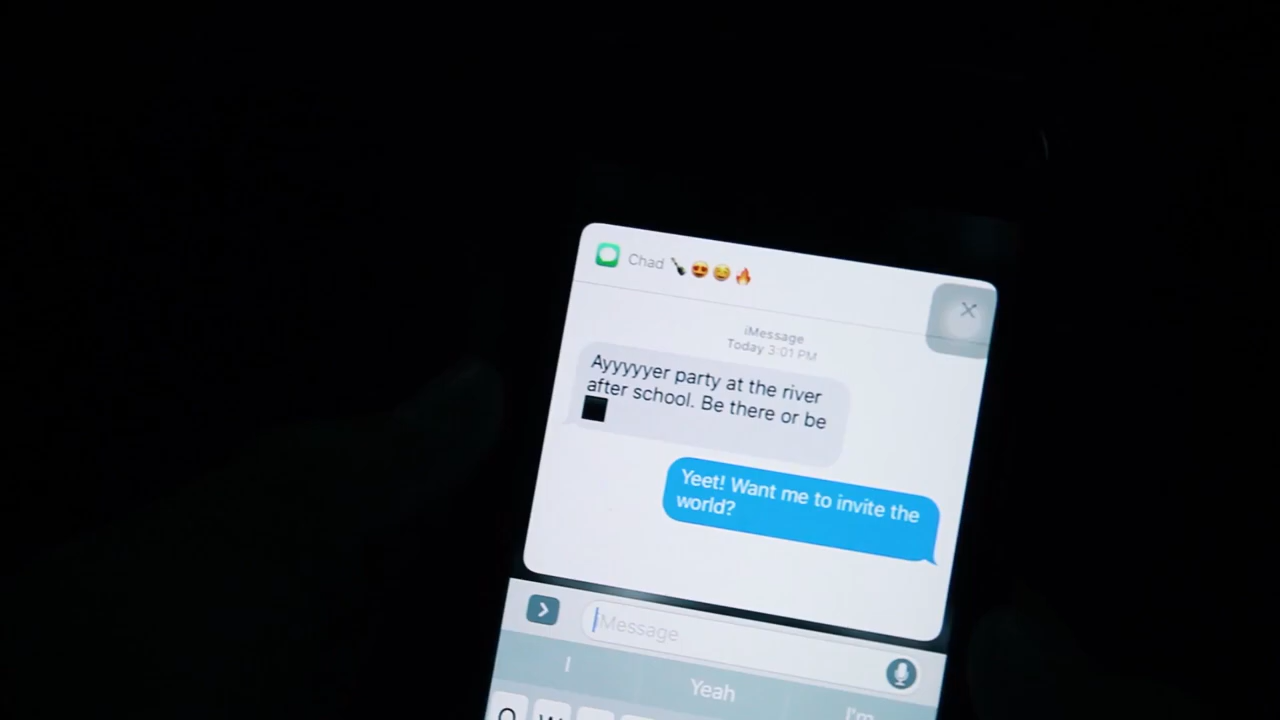 Chad 🍾😍😆🔥
iMessage
Today 3:01 PM
Ayyyyyer party at the river
after school. Be there or be
⬛
Yeet! Want me to invite the
world?
iMessage
I Yeah I'm
Q W